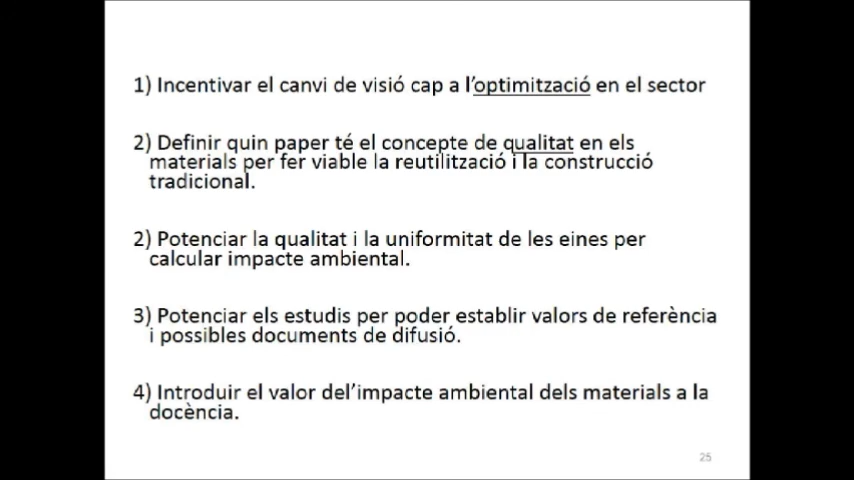 1) Incentivar el canvi de visió cap a l'optimització en el sector
2) Definir quin paper té el concepte de qualitat en els
materials per fer viable la reutilització i la construcció
tradicional.
2) Potenciar la qualitat i la uniformitat de les eines per
calcular impacte ambiental.
3) Potenciar els estudis per poder establir valors de referència
i possibles documents de difusió.
4) Introduir el valor del'impacte ambiental dels materials a la
docència.
25